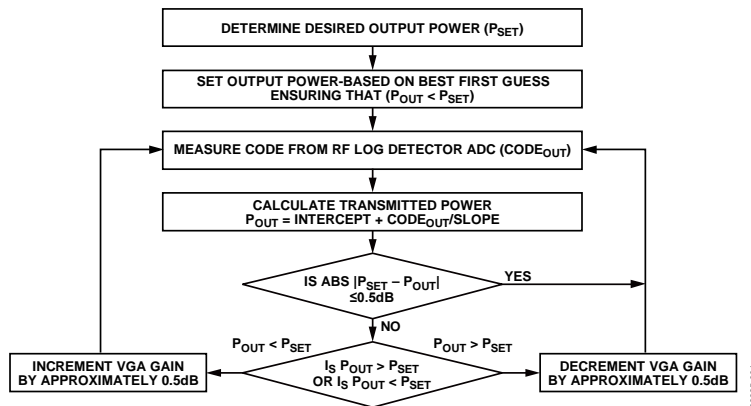 DETERMINE DESIRED OUTPUT POWER (PSET)
SET OUTPUT POWER-BASED ON BEST FIRST GUESS
ENSURING THAT (POUT < PSET)
MEASURE CODE FROM RF LOG DETECTOR ADC (CODEOUT)
CALCULATE TRANSMITTED POWER
POUT = INTERCEPT + CODEOUT/SLOPE
IS ABS |PSET – POUT|
≤0.5dB
YES
NO
POUT < PSET
POUT > PSET
INCREMENT VGA GAIN
BY APPROXIMATELY 0.5dB
IS POUT > PSET
OR IS POUT < PSET
DECREMENT VGA GAIN
BY APPROXIMATELY 0.5dB